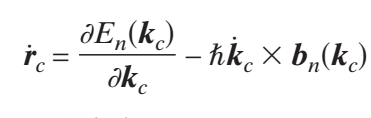 ṙ_c = ∂E_n(k_c) / ∂k_c − ħk̇_c × b_n(k_c)